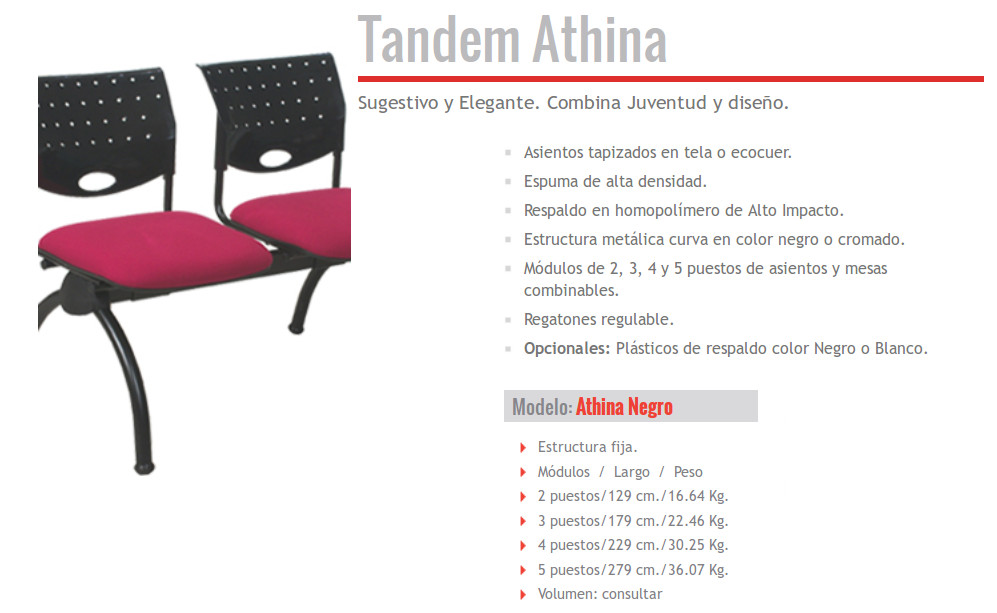 Tandem Athina
Sugestivo y Elegante. Combina Juventud y diseño.
Asientos tapizados en tela o ecocuer.
Espuma de alta densidad.
Respaldo en homopolímero de Alto Impacto.
Estructura metálica curva en color negro o cromado.
Módulos de 2, 3, 4 y 5 puestos de asientos y mesas
combinables.
Regatones regulable.
Opcionales: Plásticos de respaldo color Negro o Blanco.
Modelo: Athina Negro
Estructura fija.
Módulos / Largo / Peso
2 puestos/129 cm./16.64 Kg.
3 puestos/179 cm./22.46 Kg.
4 puestos/229 cm./30.25 Kg.
5 puestos/279 cm./36.07 Kg.
Volumen: consultar